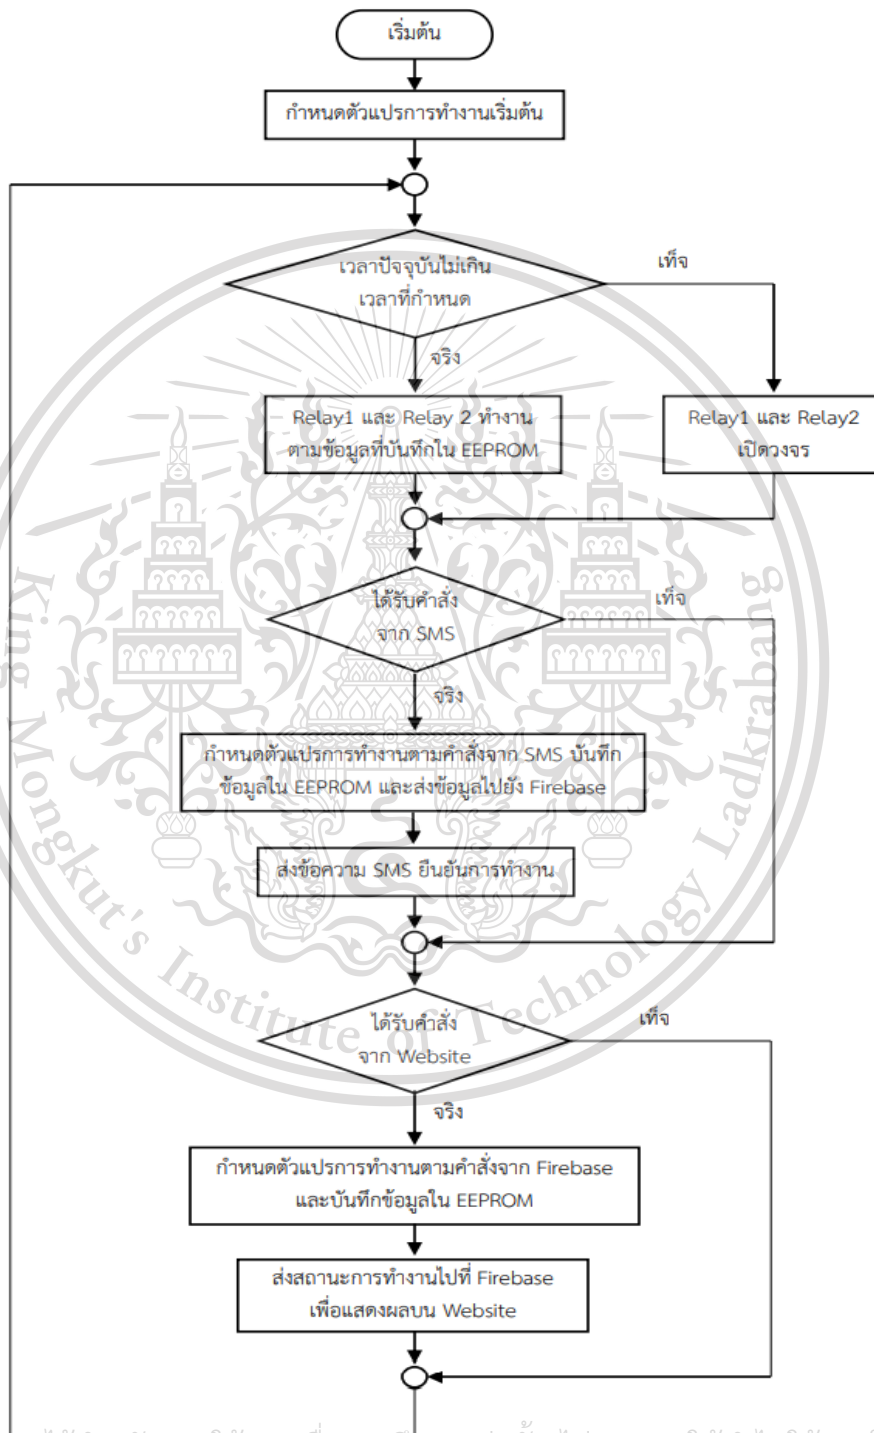 เริ่มต้น
กำหนดตัวแปรการทำงานเริ่มต้น
เวลาปัจจุบันไม่เกิน
เวลาที่กำหนด
เท็จ
จริง
Relay1 และ Relay 2 ทำงาน
ตามข้อมูลที่บันทึกใน EEPROM
Relay1 และ Relay2
เปิดวงจร
ได้รับคำสั่ง
จาก SMS
เท็จ
จริง
กำหนดตัวแปรการทำงานตามคำสั่งจาก SMS บันทึก
ข้อมูลใน EEPROM และส่งข้อมูลไปยัง Firebase
ส่งข้อความ SMS ยืนยันการทำงาน
ได้รับคำสั่ง
จาก Website
เท็จ
จริง
กำหนดตัวแปรการทำงานตามคำสั่งจาก Firebase
และบันทึกข้อมูลใน EEPROM
ส่งสถานะการทำงานไปที่ Firebase
เพื่อแสดงผลบน Website
King Mongkut's Institute of Technology Ladkrabang